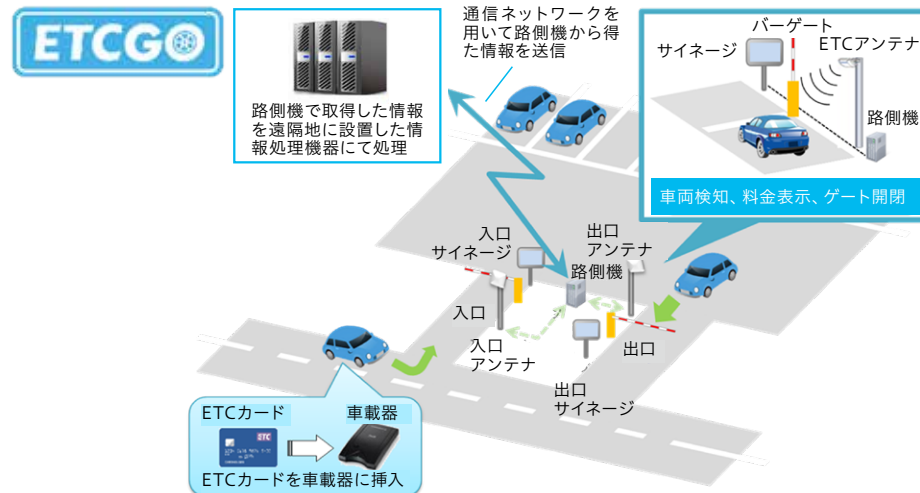 ETCGO
路側機で取得した情報
を遠隔地に設置した情
報処理機器にて処理
通信ネットワークを
用いて路側機から得
た情報を送信
バーゲート
サイネージ
ETCアンテナ
路側機
車両検知、料金表示、ゲート開閉
入口
サイネージ
出口
アンテナ
路側機
入口
入口
アンテナ
出口
出口
サイネージ
ETCカード
車載器
ETC
ETCカードを車載器に挿入